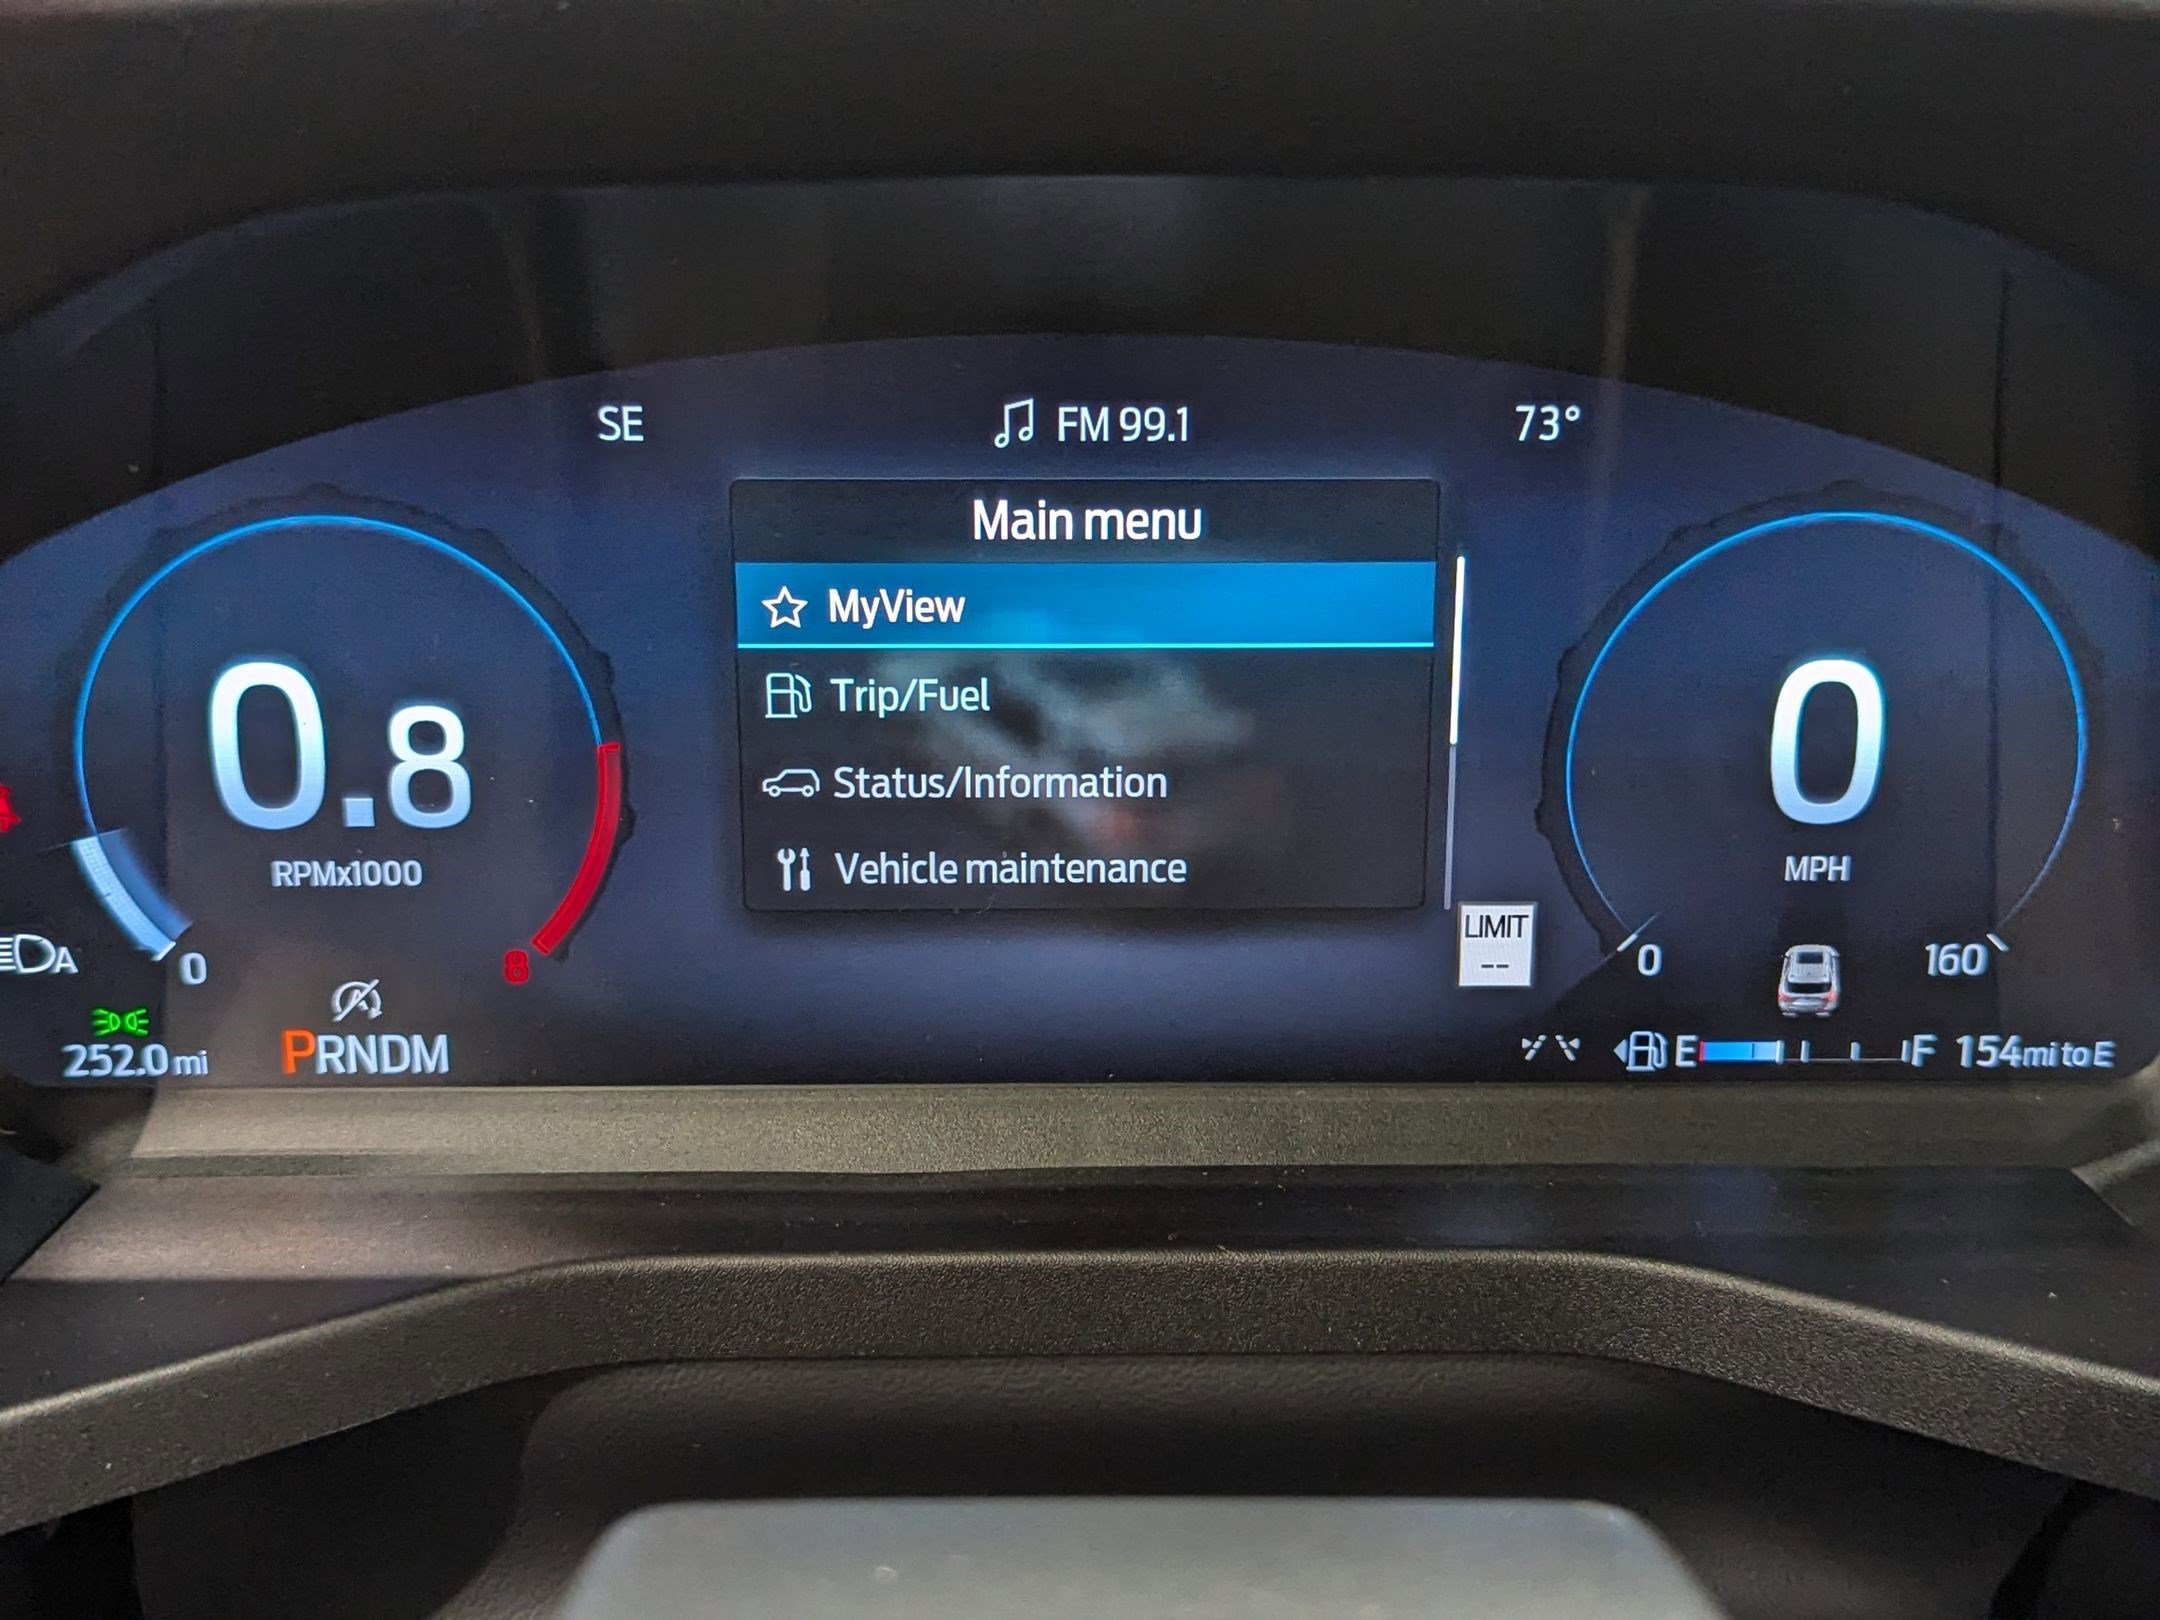 SE
FM 99.1
73°
Main menu
MyView
Trip/Fuel
Status/Information
Vehicle maintenance
0.8
RPMx1000
0
8
A
252.0 mi
PRNDM
LIMIT
--
0
MPH
0
160
E
F
154 mi to E